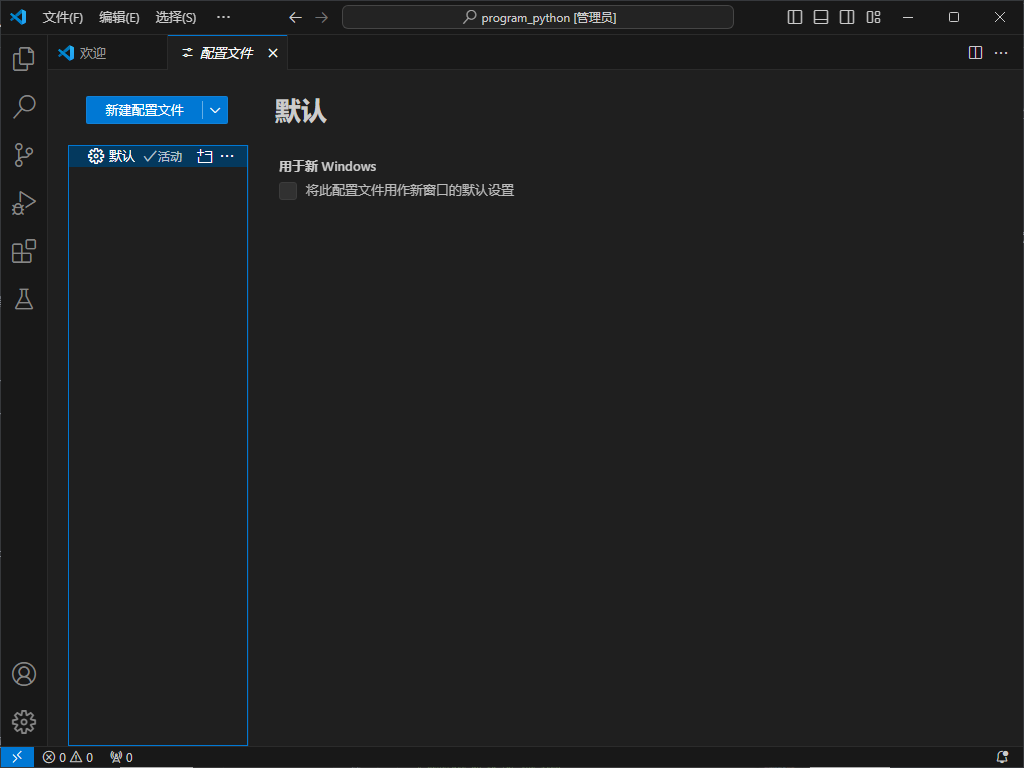 文件(F) 编辑(E) 选择(S) ··· program_python [管理员]
欢迎 配置文件
新建配置文件
默认
默认 活动
用于新 Windows
将此配置文件用作新窗口的默认设置
0 0 0